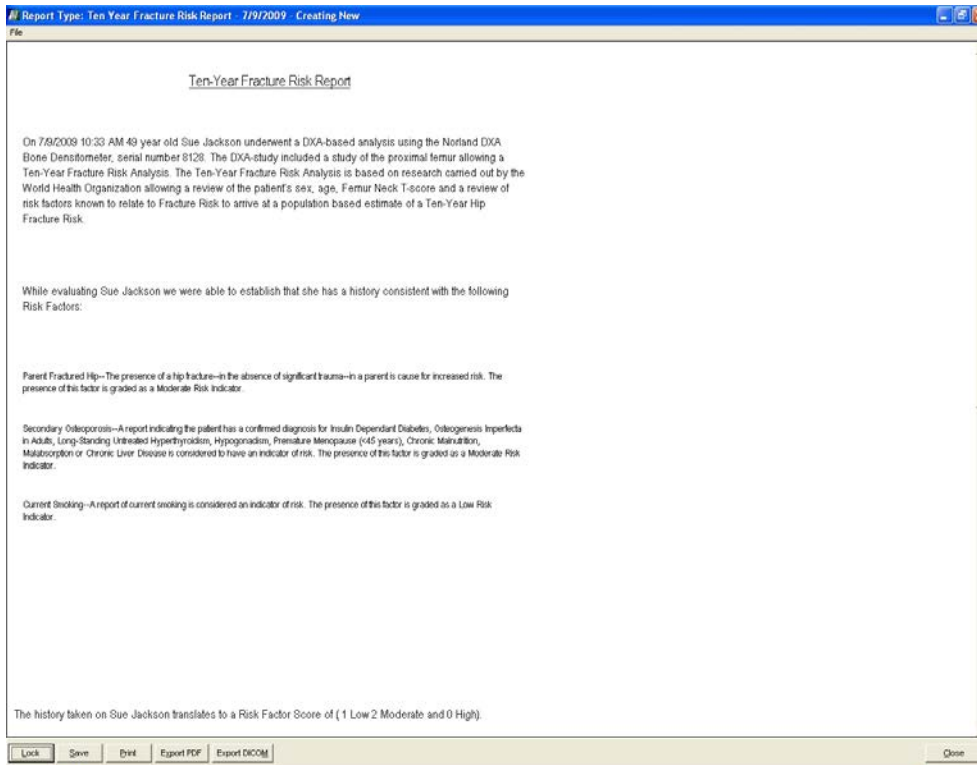 Report Type: Ten Year Fracture Risk Report - 7/9/2009 - Creating New
File
Ten-Year Fracture Risk Report
On 7/9/2009 10:33 AM 49 year old Sue Jackson underwent a DXA-based analysis using the Norland DXA
Bone Densitometer, serial number 8128. The DXA-study included a study of the proximal femur allowing a
Ten-Year Fracture Risk Analysis. The Ten-Year Fracture Risk Analysis is based on research carried out by the
World Health Organization allowing a review of the patient's sex, age, Femur Neck T-score and a review of
risk factors known to relate to Fracture Risk to arrive at a population based estimate of a Ten-Year Hip
Fracture Risk.
While evaluating Sue Jackson we were able to establish that she has a history consistent with the following
Risk Factors:
Parent Fractured Hip--The presence of a hip fracture--in the absence of significant trauma--in a parent is cause for increased risk. The
presence of this factor is graded as a Moderate Risk Indicator.
Secondary Osteoporosis--A report indicating the patient has a confirmed diagnosis for Insulin Dependant Diabetes, Osteogenesis Imperfecta
in Adults, Long-Standing Untreated Hyperthyroidism, Hypogonadism, Premature Menopause (<45 years), Chronic Malnutrition,
Malabsorption or Chronic Liver Disease is considered to have an indicator of risk. The presence of this factor is graded as a Moderate Risk
Indicator.
Current Smoking--A report of current smoking is considered an indicator of risk. The presence of this factor is graded as a Low Risk
Indicator.
The history taken on Sue Jackson translates to a Risk Factor Score of ( 1 Low 2 Moderate and 0 High).
Lock Save Print Export PDF Export DICOM Close